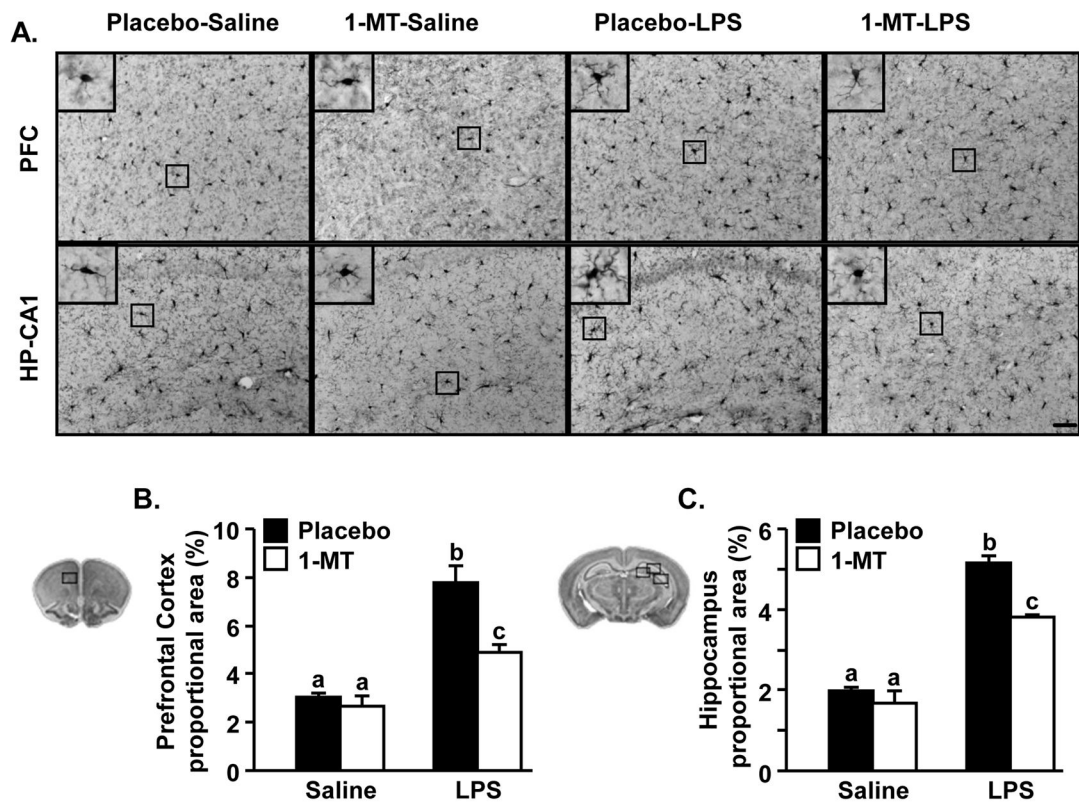 A.
Placebo-Saline
1-MT-Saline
Placebo-LPS
1-MT-LPS
PFC
HP-CA1
B.
Prefrontal Cortex
proportional area (%)
10
8
6
4
2
0
Placebo
1-MT
a
a
b
c
Saline
LPS
C.
Hippocampus
proportional area (%)
6
4
2
0
Placebo
1-MT
a
a
b
c
Saline
LPS